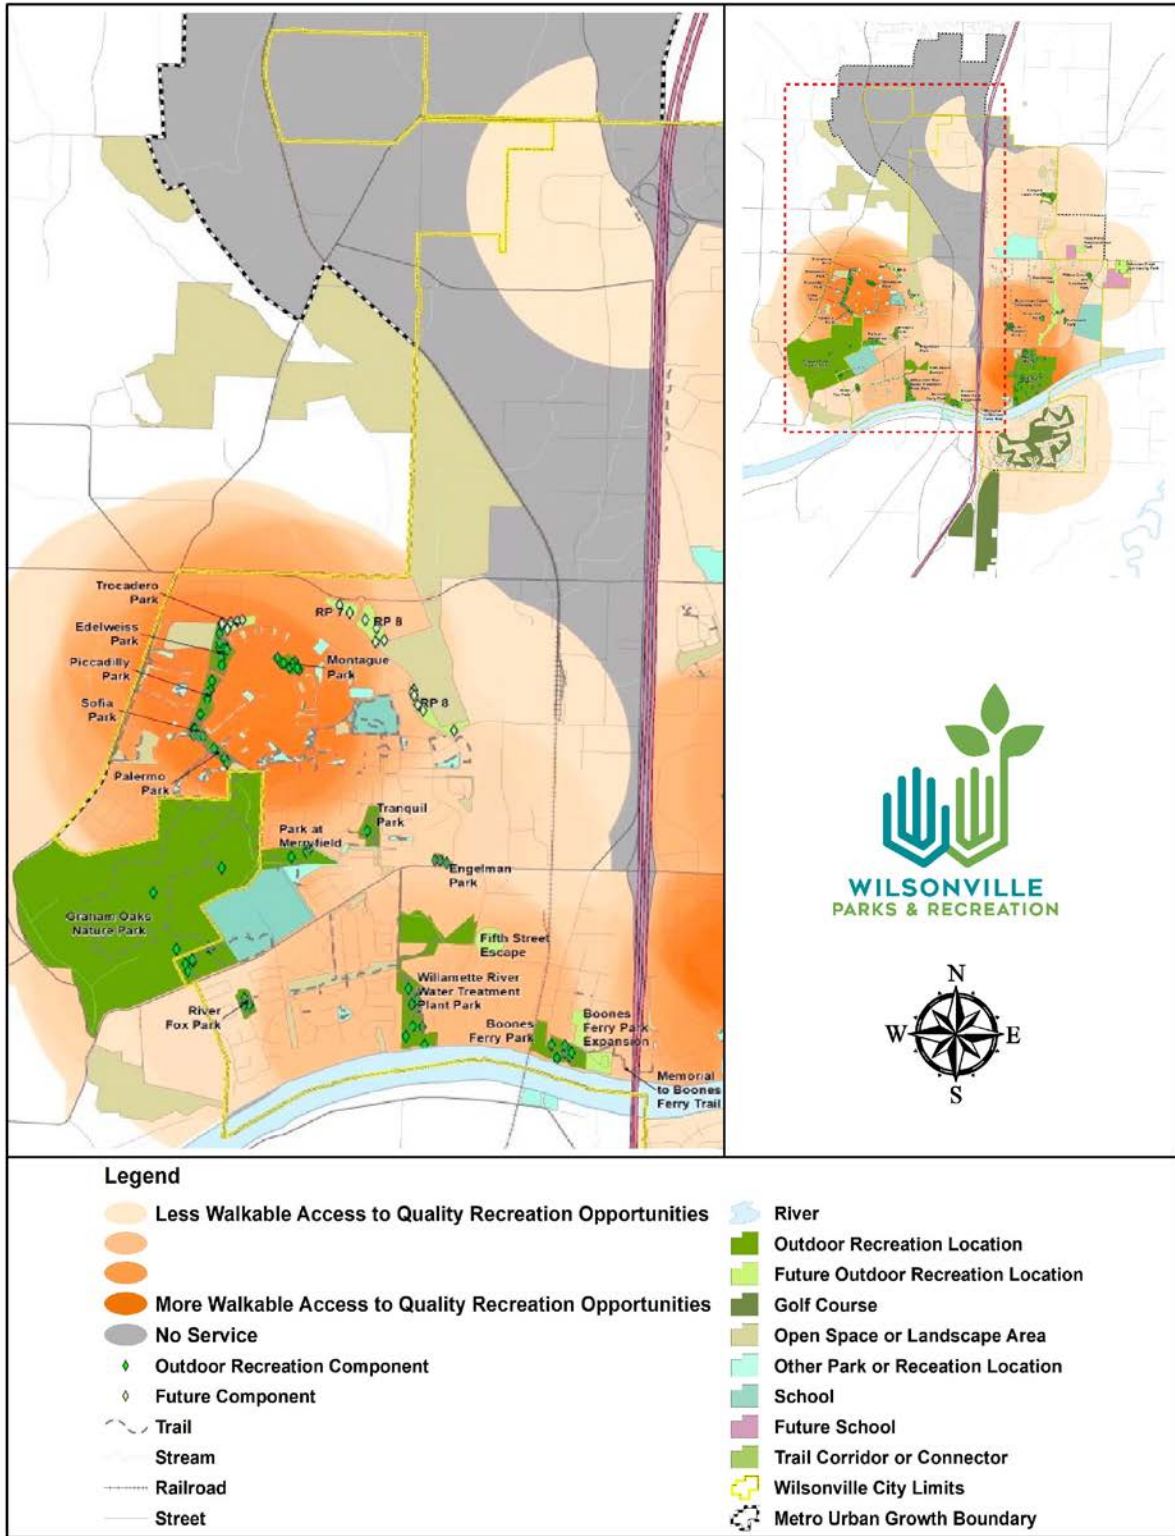 Trocadero
Park
Edelweiss
Park
Piccadilly
Park
Sofia
Park
Palermo
Park
RP 7
RP 8
Montague
Park
RP 8
Tranquil
Park
Park at
Merryfield
Engelman
Park
Graham Oaks
Nature Park
Fifth Street
Escape
Willamette River
Water Treatment
Plant Park
River
Fox Park
Boones
Ferry Park
Boones
Ferry Park
Expansion
Memorial
to Boones
Ferry Trail
WILSONVILLE
PARKS & RECREATION
N
W
E
S
Legend
Less Walkable Access to Quality Recreation Opportunities
More Walkable Access to Quality Recreation Opportunities
No Service
Outdoor Recreation Component
Future Component
Trail
Stream
Railroad
Street
River
Outdoor Recreation Location
Future Outdoor Recreation Location
Golf Course
Open Space or Landscape Area
Other Park or Receation Location
School
Future School
Trail Corridor or Connector
Wilsonville City Limits
Metro Urban Growth Boundary